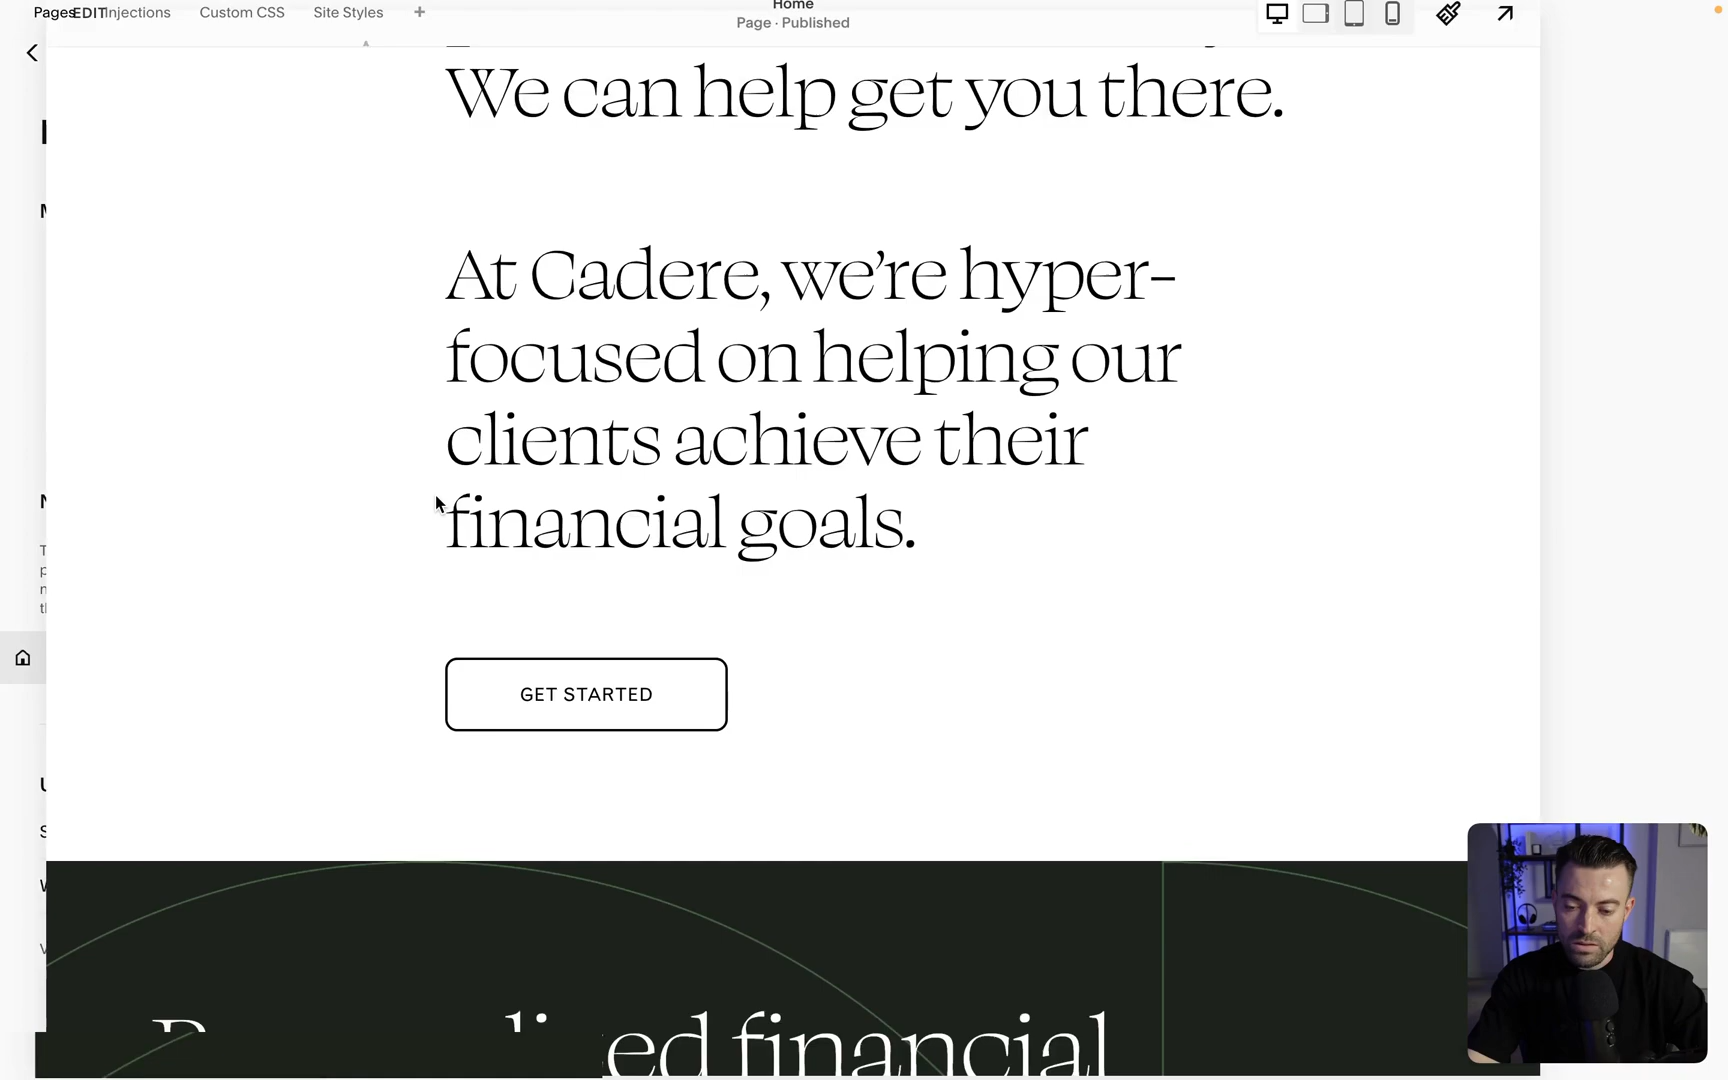 Pages
EDIT
Injections
Custom CSS
Site Styles
+
Home
Page · Published
We can help get you there.
At Cadere, we're hyper-
focused on helping our
clients achieve their
financial goals.
GET STARTED
financial